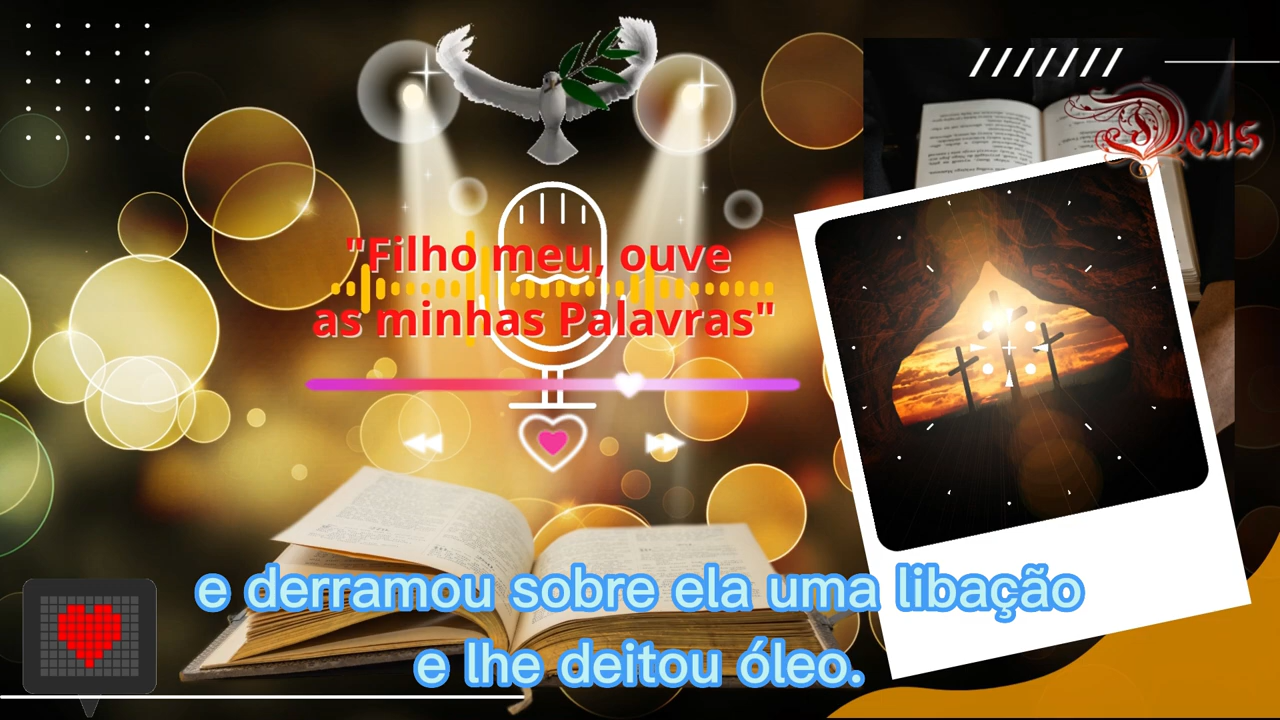 Deus
"Filho meu, ouve
as minhas Palavras"
e derramou sobre ela uma libação
e lhe deitou óleo.